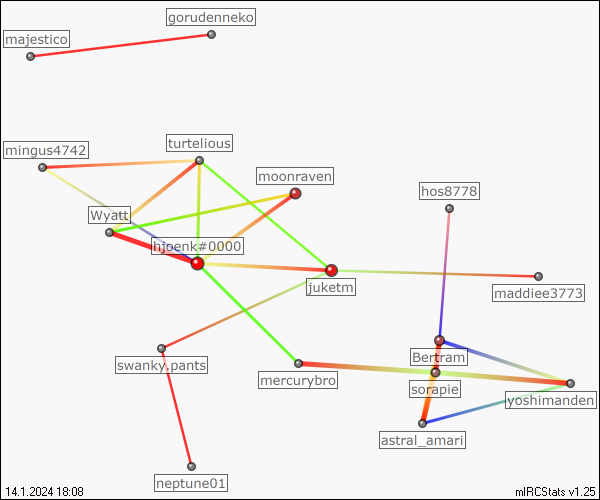 gorudenneko
majestico
turtelious
mingus4742
moonraven
hos8778
Wyatt
hjoenk#0000
juketm
maddiee3773
Bertram
swanky.pants
mercurybro
sorapie
yoshimanden
astral_amari
neptune01
14.1.2024 18:08
mIRCStats v1.25